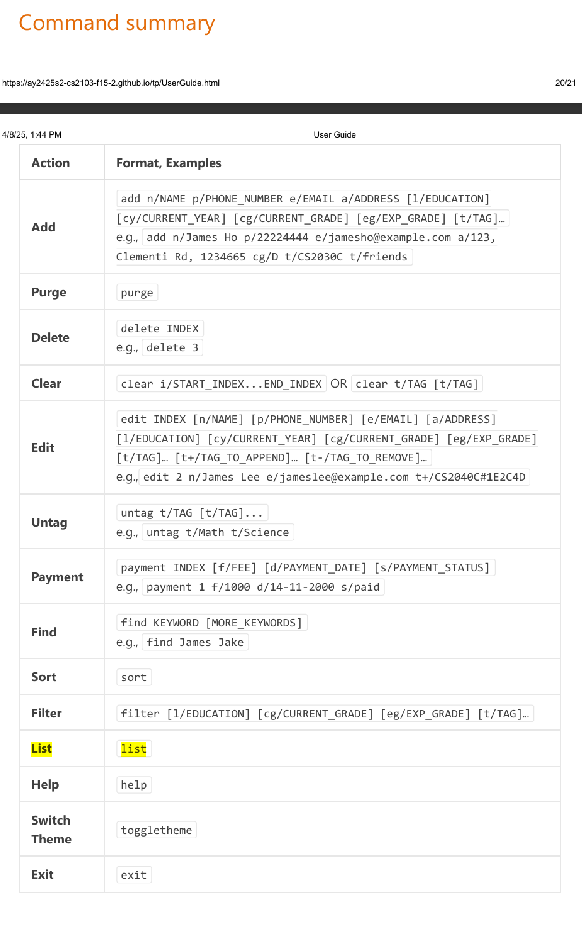 Command summary
https://ay2425s2-cs2103-f15-2.github.io/tp/UserGuide.html 20/21
4/8/25, 1:44 PM User Guide
Action Format, Examples
Add
add n/NAME p/PHONE_NUMBER e/EMAIL a/ADDRESS [l/EDUCATION]
[cy/CURRENT_YEAR] [cg/CURRENT_GRADE] [eg/EXP_GRADE] [t/TAG]…
e.g., add n/James Ho p/22224444 e/jamesho@example.com a/123,
Clementi Rd, 1234665 cg/D t/CS2030C t/friends
Purge purge
Delete
delete INDEX
e.g., delete 3
Clear clear i/START_INDEX...END_INDEX OR clear t/TAG [t/TAG]
Edit
edit INDEX [n/NAME] [p/PHONE_NUMBER] [e/EMAIL] [a/ADDRESS]
[l/EDUCATION] [cy/CURRENT_YEAR] [cg/CURRENT_GRADE] [eg/EXP_GRADE]
[t/TAG]… [t+/TAG_TO_APPEND]… [t-/TAG_TO_REMOVE]…
e.g., edit 2 n/James Lee e/jameslee@example.com t+/CS2040C#1E2C4D
Untag
untag t/TAG [t/TAG]...
e.g., untag t/Math t/Science
Payment
payment INDEX [f/FEE] [d/PAYMENT_DATE] [s/PAYMENT_STATUS]
e.g., payment 1 f/1000 d/14-11-2000 s/paid
Find
find KEYWORD [MORE_KEYWORDS]
e.g., find James Jake
Sort sort
Filter filter [l/EDUCATION] [cg/CURRENT_GRADE] [eg/EXP_GRADE] [t/TAG]…
List list
Help help
Switch
Theme
toggletheme
Exit exit